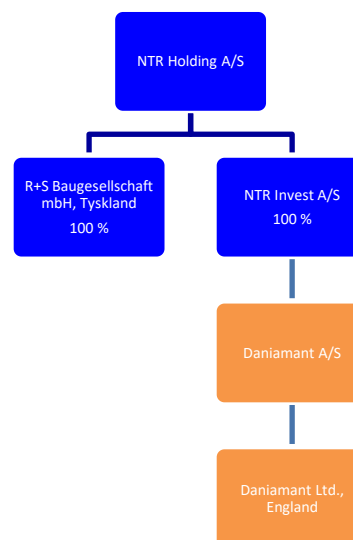 NTR Holding A/S
R+S Baugesellschaft
mbH, Tyskland
100 %
NTR Invest A/S
100 %
Daniamant A/S
Daniamant Ltd.,
England